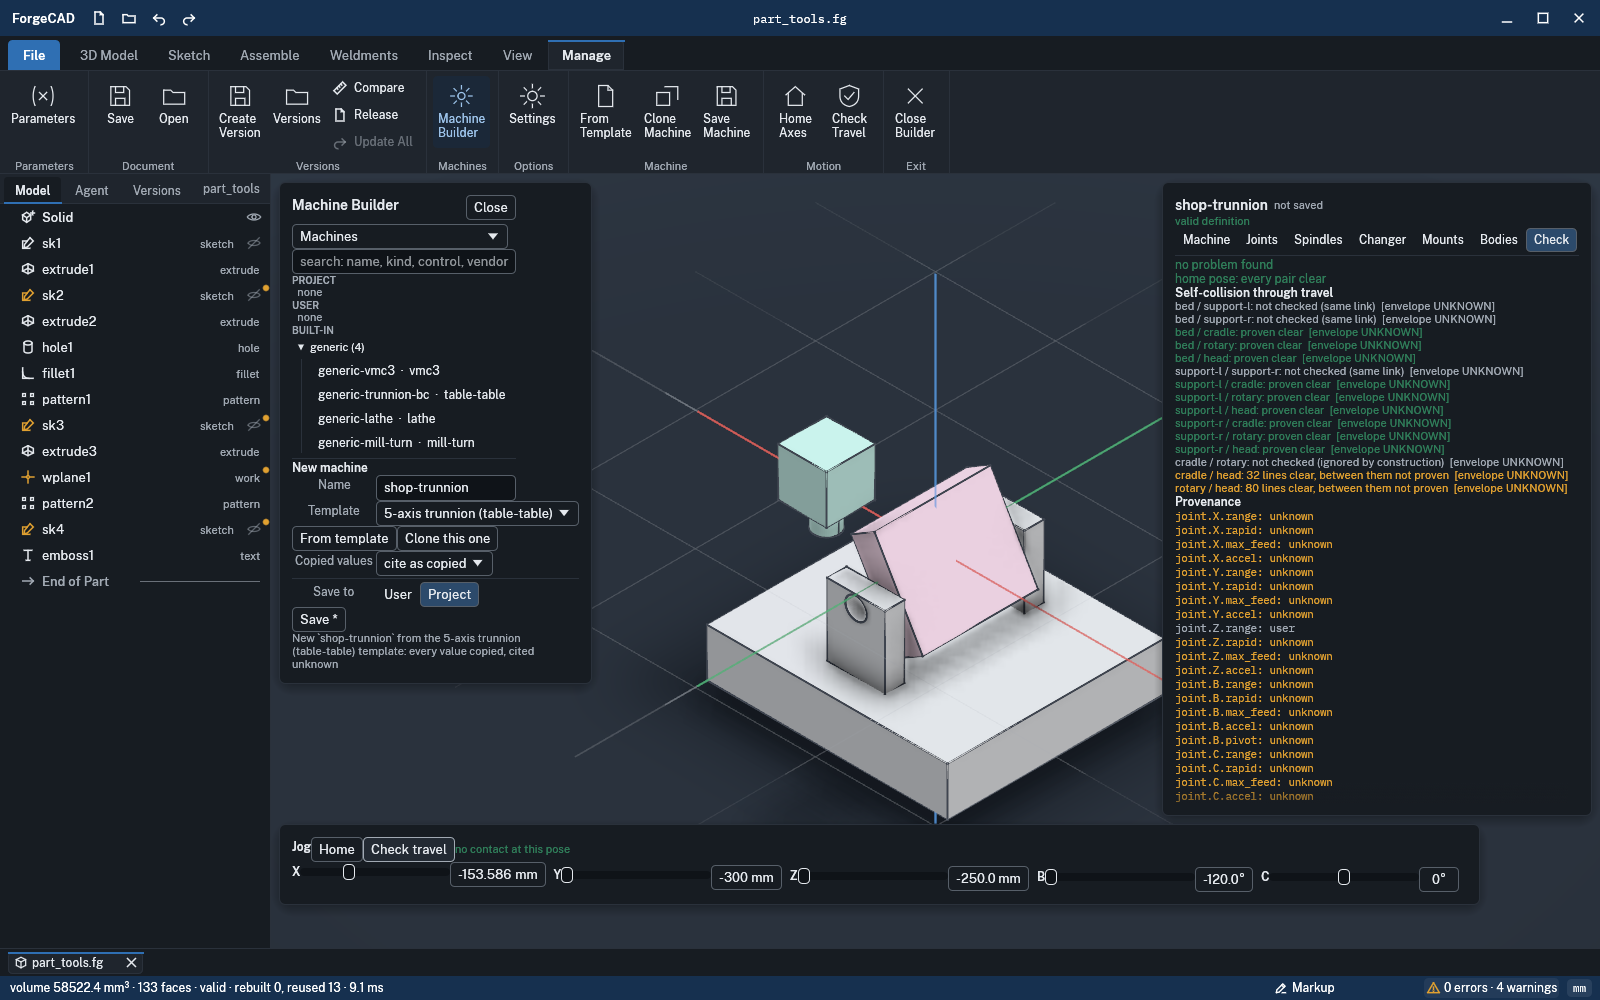 ForgeCAD
part_tools.fg
File
3D Model
Sketch
Assemble
Weldments
Inspect
View
Manage
(x)
Parameters
Save
Open
Create
Version
Versions
Compare
Release
Update All
Machine
Builder
Settings
From
Template
Clone
Machine
Save
Machine
Home
Axes
Check
Travel
Close
Builder
Parameters
Document
Versions
Machines
Options
Machine
Motion
Exit
Model
Agent
Versions
part_tools
Solid
sk1 sketch
extrude1 extrude
sk2 sketch
extrude2 extrude
hole1 hole
fillet1 fillet
pattern1 pattern
sk3 sketch
extrude3 extrude
wplane1 work
pattern2 pattern
sk4 sketch
emboss1 text
End of Part
Machine Builder
Close
Machines
search: name, kind, control, vendor
PROJECT
none
USER
none
BUILT-IN
generic (4)
generic-vmc3 · vmc3
generic-trunnion-bc · table-table
generic-lathe · lathe
generic-mill-turn · mill-turn
New machine
Name shop-trunnion
Template 5-axis trunnion (table-table)
From template Clone this one
Copied values cite as copied
Save to User Project
Save *
New `shop-trunnion` from the 5-axis trunnion
(table-table) template: every value copied, cited
unknown
shop-trunnion not saved
valid definition
Machine Joints Spindles Changer Mounts Bodies Check
no problem found
home pose: every pair clear
Self-collision through travel
bed / support-l: not checked (same link) [envelope UNKNOWN]
bed / support-r: not checked (same link) [envelope UNKNOWN]
bed / cradle: proven clear [envelope UNKNOWN]
bed / rotary: proven clear [envelope UNKNOWN]
bed / head: proven clear [envelope UNKNOWN]
support-l / support-r: not checked (same link) [envelope UNKNOWN]
support-l / cradle: proven clear [envelope UNKNOWN]
support-l / rotary: proven clear [envelope UNKNOWN]
support-l / head: proven clear [envelope UNKNOWN]
support-r / cradle: proven clear [envelope UNKNOWN]
support-r / rotary: proven clear [envelope UNKNOWN]
support-r / head: proven clear [envelope UNKNOWN]
cradle / rotary: not checked (ignored by construction) [envelope UNKNOWN]
cradle / head: 32 lines clear, between them not proven [envelope UNKNOWN]
rotary / head: 80 lines clear, between them not proven [envelope UNKNOWN]
Provenance
joint.X.range: unknown
joint.X.rapid: unknown
joint.X.max_feed: unknown
joint.X.accel: unknown
joint.Y.range: unknown
joint.Y.rapid: unknown
joint.Y.max_feed: unknown
joint.Y.accel: unknown
joint.Z.range: user
joint.Z.rapid: unknown
joint.Z.max_feed: unknown
joint.Z.accel: unknown
joint.B.range: unknown
joint.B.rapid: unknown
joint.B.max_feed: unknown
joint.B.accel: unknown
joint.B.pivot: unknown
joint.C.range: unknown
joint.C.rapid: unknown
joint.C.max_feed: unknown
joint.C.accel: unknown
Jog Home Check travel no contact at this pose
X -153.586 mm Y -300 mm Z -250.0 mm B -120.0° C 0°
part_tools.fg
volume 58522.4 mm³ · 133 faces · valid · rebuilt 0, reused 13 · 9.1 ms
Markup
0 errors · 4 warnings
mm